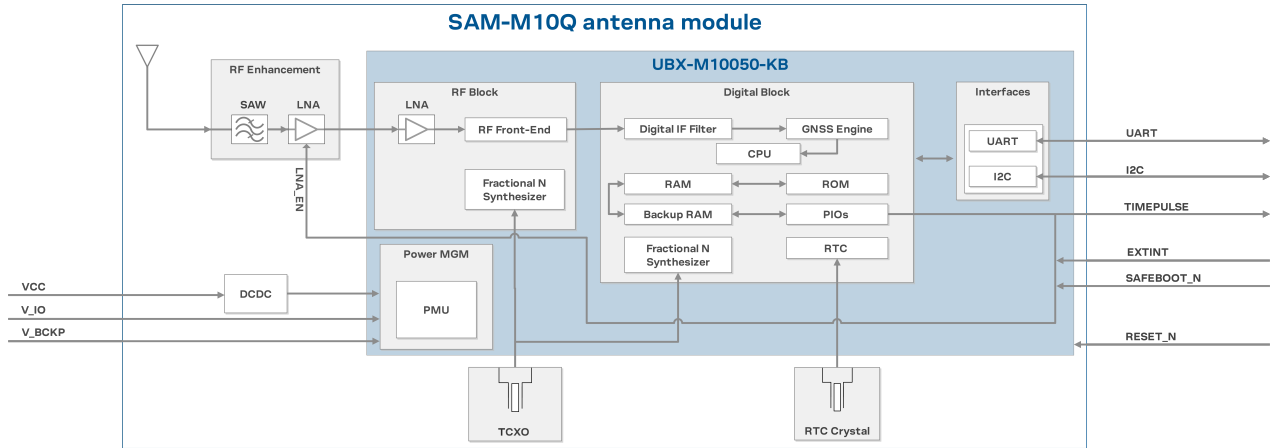 SAM-M10Q antenna module
UBX-M10050-KB
RF Enhancement
SAW
LNA
RF Block
LNA
RF Front-End
Fractional N
Synthesizer
Digital Block
Digital IF Filter
GNSS Engine
CPU
RAM
ROM
Backup RAM
PIOs
Fractional N
Synthesizer
RTC
Interfaces
UART
I2C
UART
I2C
TIMEPULSE
EXTINT
SAFEBOOT_N
RESET_N
LNA_EN
Power MGM
PMU
DCDC
VCC
V_IO
V_BCKP
TCXO
RTC Crystal